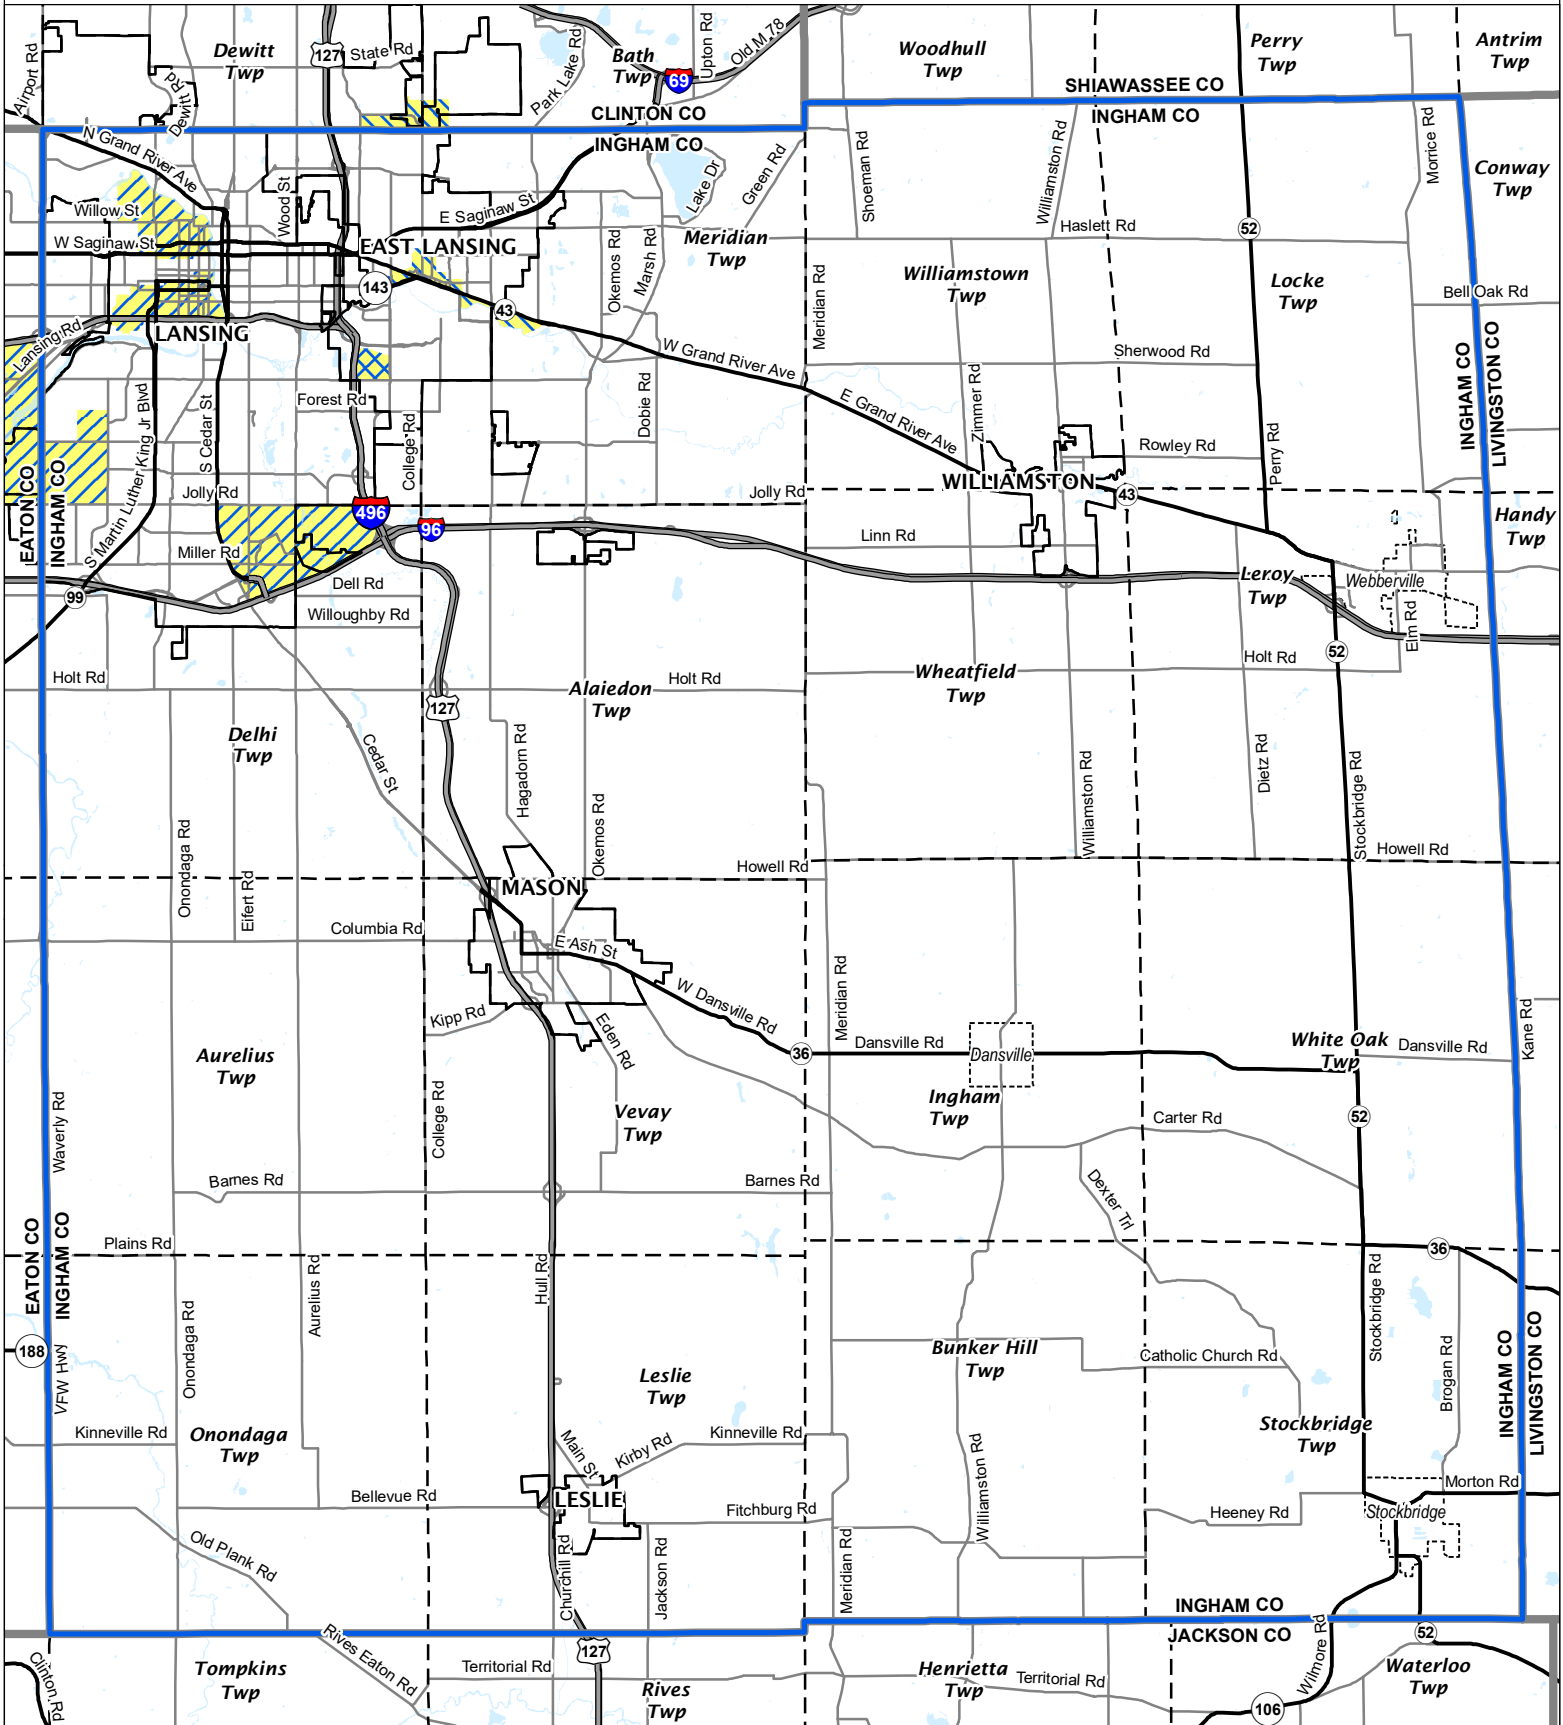 Airport Rd
Dewitt
Twp
127
State Rd
Dewitt Rd
Dewitt Rd
Park Lake Rd
Bath
Twp
69
Upton Rd
Old M 78
Woodhull
Twp
Perry
Twp
Antrim
Twp
SHIAWASSEE CO
INGHAM CO
CLINTON CO
INGHAM CO
N Grand River Ave
Willow St
Wood St
W Saginaw St
E Saginaw St
EAST LANSING
143
43
Lake Dr
Green Rd
Okemos Rd
Marsh Rd
Meridian
Twp
Meridian Rd
Shoeman Rd
Williamston Rd
Haslett Rd
52
Morrice Rd
Conway
Twp
Williamstown
Twp
Locke
Twp
Bell Oak Rd
Lansing Rd
LANSING
W Grand River Ave
Sherwood Rd
INGHAM CO
LIVINGSTON CO
Forest Rd
College Rd
Dobie Rd
E Grand River Ave
Zimmer Rd
Rowley Rd
Perry Rd
S Martin Luther King Jr Blvd
S Cedar St
EATON CO
INGHAM CO
Jolly Rd
Jolly Rd
WILLIAMSTON
43
496
96
Linn Rd
Handy
Twp
Miller Rd
Dell Rd
Willoughby Rd
99
Leroy
Twp
Webberville
Elm Rd
52
Holt Rd
Holt Rd
Holt Rd
Alaiedon
Twp
Wheatfield
Twp
127
Delhi
Twp
Cedar St
Hagadorn Rd
Okemos Rd
Williamston Rd
Dietz Rd
Stockbridge Rd
Onondaga Rd
Eifert Rd
Howell Rd
Howell Rd
MASON
Columbia Rd
E Ash St
W Dansville Rd
Kipp Rd
Eden Rd
Meridian Rd
36
Dansville Rd
Dansville
White Oak
Twp
Dansville Rd
Kane Rd
Aurelius
Twp
Waverly Rd
College Rd
Vevay
Twp
Ingham
Twp
Carter Rd
52
Barnes Rd
Barnes Rd
Dexter Trl
EATON CO
INGHAM CO
Plains Rd
Aurelius Rd
Hull Rd
36
Stockbridge Rd
188
VFW Hwy
Onondaga Rd
Leslie
Twp
Bunker Hill
Twp
Catholic Church Rd
Brogan Rd
INGHAM CO
LIVINGSTON CO
Kinneville Rd
Onondaga
Twp
Main St
Kirby Rd
Kinneville Rd
Williamston Rd
Stockbridge
Twp
Bellevue Rd
LESLIE
Fitchburg Rd
Heeney Rd
Morton Rd
Stockbridge
Old Plank Rd
Churchill Rd
Jackson Rd
Meridian Rd
INGHAM CO
JACKSON CO
Clinton Rd
Tompkins
Twp
Rives Eaton Rd
Territorial Rd
127
Rives
Twp
Henrietta
Twp
Territorial Rd
Wilmore Rd
52
Waterloo
Twp
106